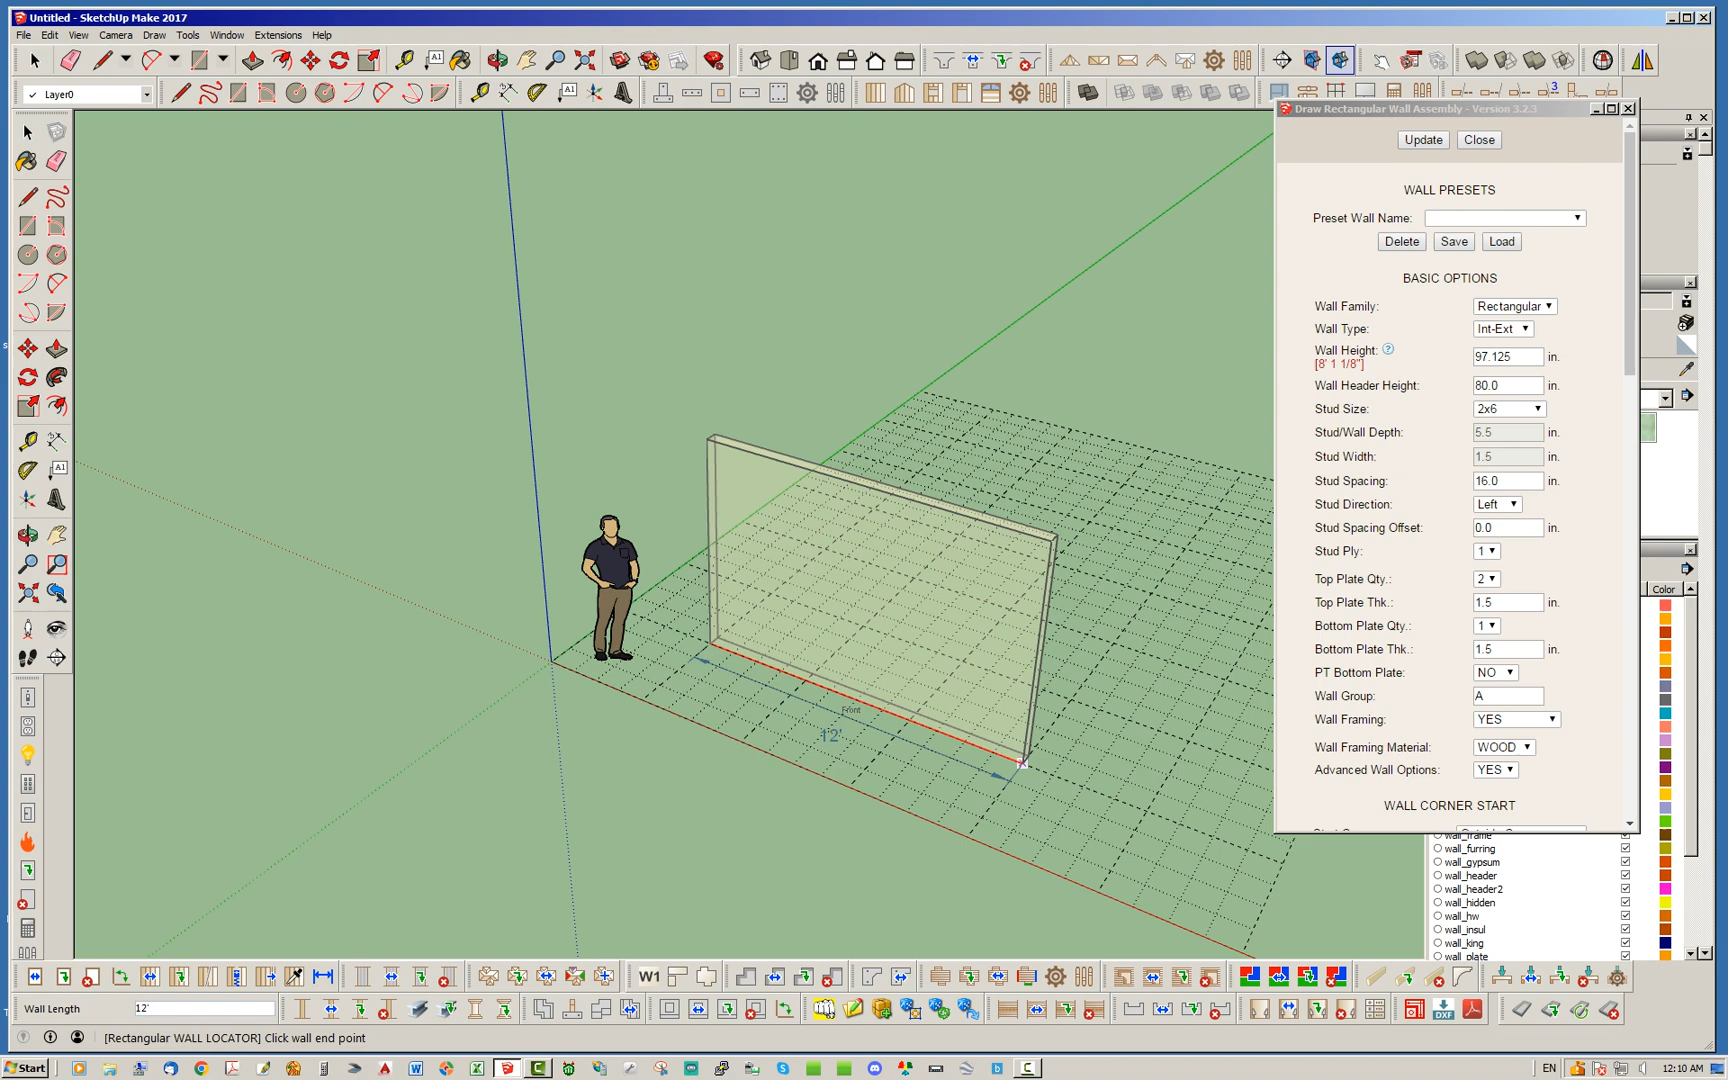 Untitled - SketchUp Make 2017
File Edit View Camera Draw Tools Window Extensions Help
Layer0
Draw Rectangular Wall Assembly - Version 3.2.3
Update Close
WALL PRESETS
Preset Wall Name:
Delete Save Load
BASIC OPTIONS
Wall Family: Rectangular
Wall Type: Int-Ext
Wall Height: 97.125 in.
[8' 1 1/8"]
Wall Header Height: 80.0 in.
Stud Size: 2x6
Stud/Wall Depth: 5.5 in.
Stud Width: 1.5 in.
Stud Spacing: 16.0 in.
Stud Direction: Left
Stud Spacing Offset: 0.0 in.
Stud Ply: 1
Top Plate Qty.: 2
Top Plate Thk.: 1.5 in.
Bottom Plate Qty.: 1
Bottom Plate Thk.: 1.5 in.
PT Bottom Plate: NO
Wall Group: A
Wall Framing: YES
Wall Framing Material: WOOD
Advanced Wall Options: YES
WALL CORNER START
Color
wall_frame
wall_furring
wall_gypsum
wall_header
wall_header2
wall_hidden
wall_hw
wall_insul
wall_king
wall_plate
Front
12'
W1
Wall Length 12'
DXF
[Rectangular WALL LOCATOR] Click wall end point
Start EN 12:10 AM